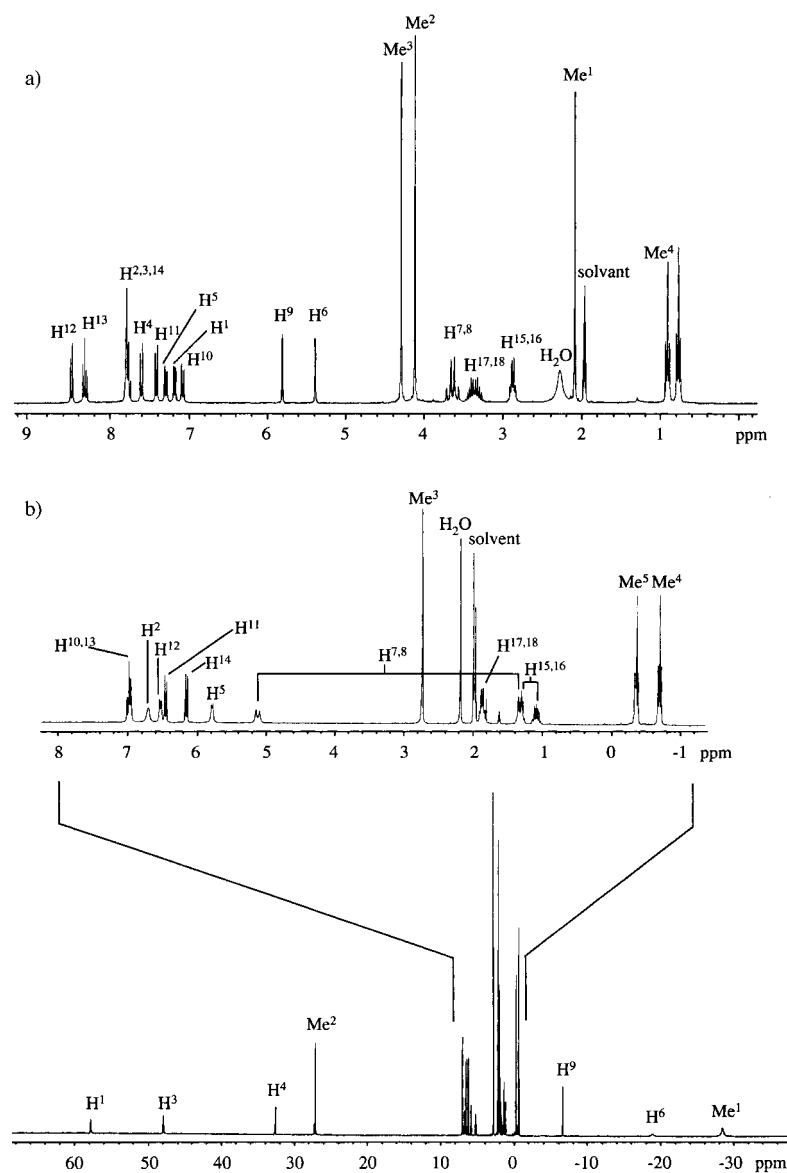 a)
Me³ Me² Me¹
Me⁴
solvant
H¹² H¹³ H²,³,¹⁴ H⁴ H¹¹ H⁵ H¹ H¹⁰ H⁹ H⁶ H⁷,⁸ H¹⁷,¹⁸ H¹⁵,¹⁶ H₂O
9 8 7 6 5 4 3 2 1 ppm
b)
Me³
H₂O
solvent
Me⁵ Me⁴
H¹⁰,¹³ H² H¹² H¹¹ H¹⁴ H⁵ H⁷,⁸ H¹⁷,¹⁸ H¹⁵,¹⁶
8 7 6 5 4 3 2 1 0 -1 ppm
Me²
H¹ H³ H⁴ H⁹ H⁶ Me¹
60 50 40 30 20 10 0 -10 -20 -30 ppm